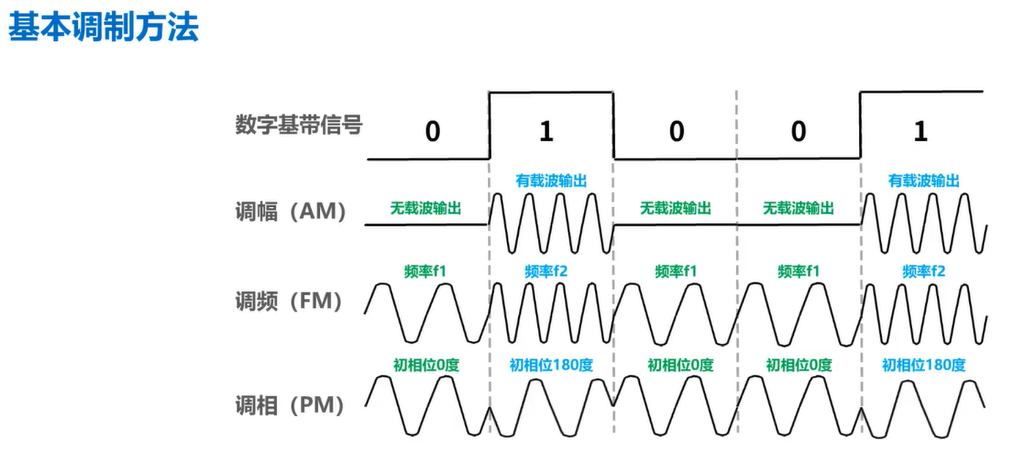 基本调制方法
数字基带信号 0 1 0 0 1
有载波输出 有载波输出
调幅（AM） 无载波输出 无载波输出 无载波输出
频率f1 频率f2 频率f1 频率f1 频率f2
调频（FM）
初相位0度 初相位180度 初相位0度 初相位0度 初相位180度
调相（PM）